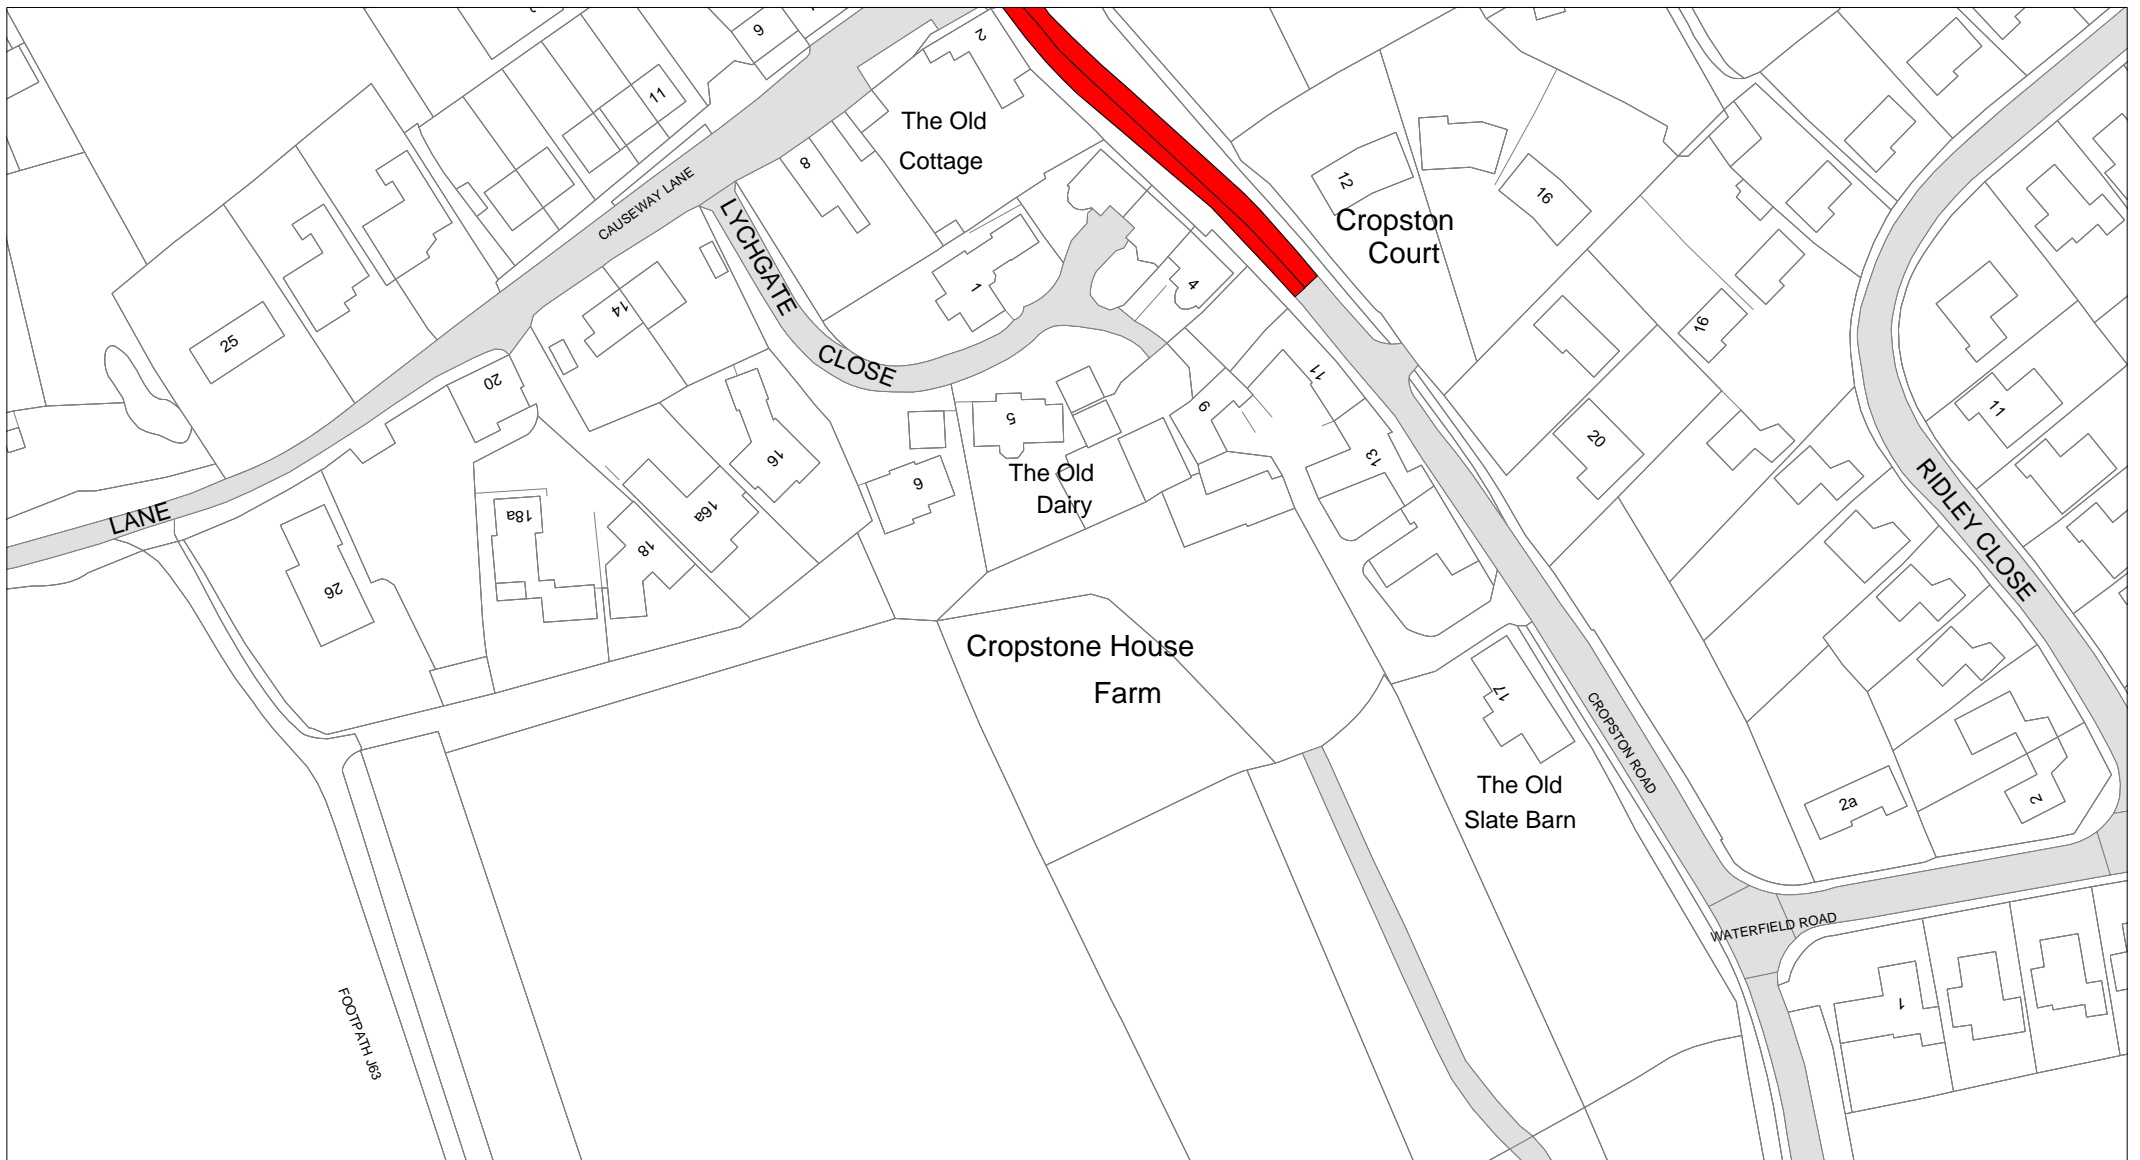 6
2
11
The Old
Cottage
8
CAUSEWAY LANE
12
16
Cropston
Court
LYCHGATE
CLOSE
1
4
14
25
20
16
11
11
9
5
13
20
The Old
Dairy
6
16
16a
18a
18
LANE
26
RIDLEY CLOSE
Cropstone House
Farm
17
CROPSTON ROAD
The Old
Slate Barn
2a
2
WATERFIELD ROAD
1
FOOTPATH J63